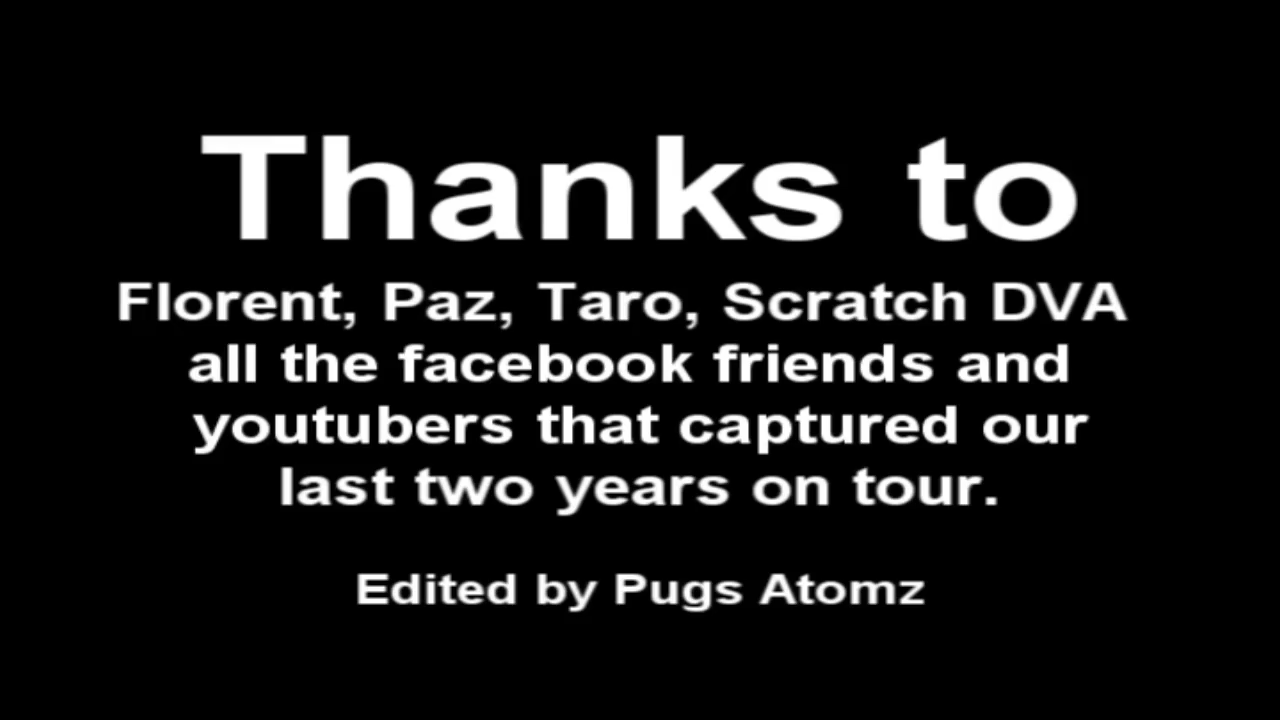 Thanks to
Florent, Paz, Taro, Scratch DVA
all the facebook friends and
youtubers that captured our
last two years on tour.
Edited by Pugs Atomz